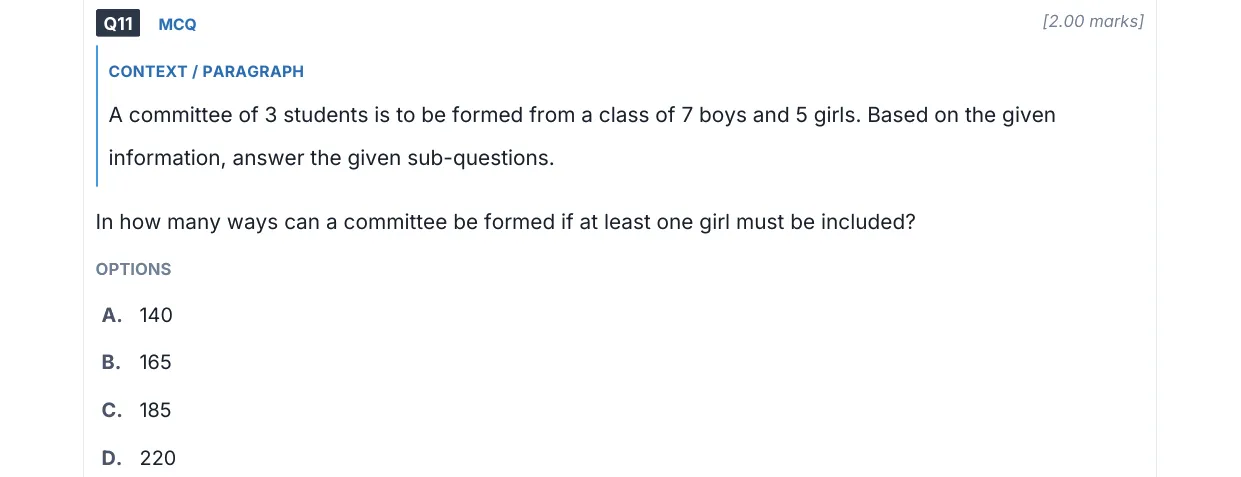 Q11 MCQ [2.00 marks]
CONTEXT / PARAGRAPH
A committee of 3 students is to be formed from a class of 7 boys and 5 girls. Based on the given
information, answer the given sub-questions.
In how many ways can a committee be formed if at least one girl must be included?
OPTIONS
A. 140
B. 165
C. 185
D. 220